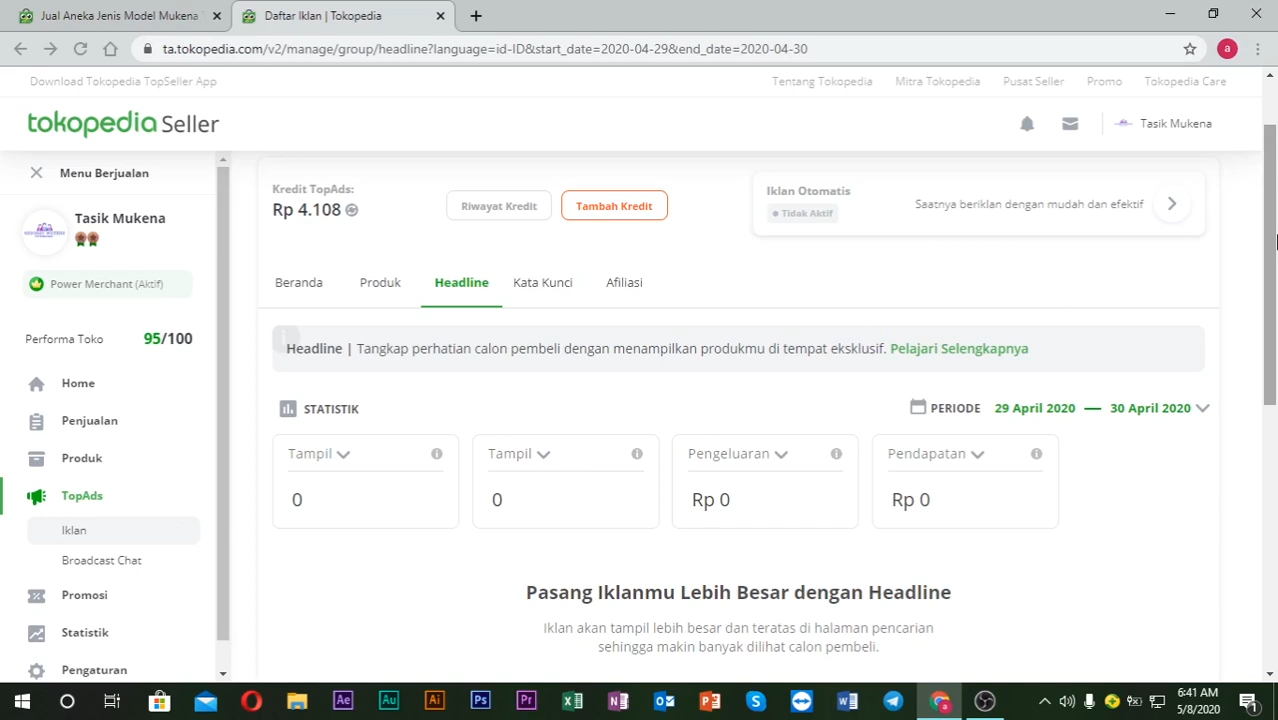 Jual Aneka Jenis Model Mukena
Daftar Iklan | Tokopedia
ta.tokopedia.com/v2/manage/group/headline?language=id-ID&start_date=2020-04-29&end_date=2020-04-30
a
Download Tokopedia TopSeller App
Tentang Tokopedia
Mitra Tokopedia
Pusat Seller
Promo
Tokopedia Care
tokopedia Seller
Tasik Mukena
Menu Berjualan
Tasik Mukena
Power Merchant (Aktif)
Performa Toko 95/100
Home
Penjualan
Produk
TopAds
Iklan
Broadcast Chat
Promosi
Statistik
Pengaturan
Kredit TopAds:
Rp 4.108
Riwayat Kredit
Tambah Kredit
Iklan Otomatis
Tidak Aktif
Saatnya beriklan dengan mudah dan efektif
Beranda
Produk
Headline
Kata Kunci
Afiliasi
Headline | Tangkap perhatian calon pembeli dengan menampilkan produkmu di tempat eksklusif. Pelajari Selengkapnya
STATISTIK
PERIODE 29 April 2020 — 30 April 2020
Tampil
0
Tampil
0
Pengeluaran
Rp 0
Pendapatan
Rp 0
Pasang Iklanmu Lebih Besar dengan Headline
Iklan akan tampil lebih besar dan teratas di halaman pencarian
sehingga makin banyak dilihat calon pembeli.
Ae
Au
Ai
Ps
Pr
6:41 AM
5/8/2020
1